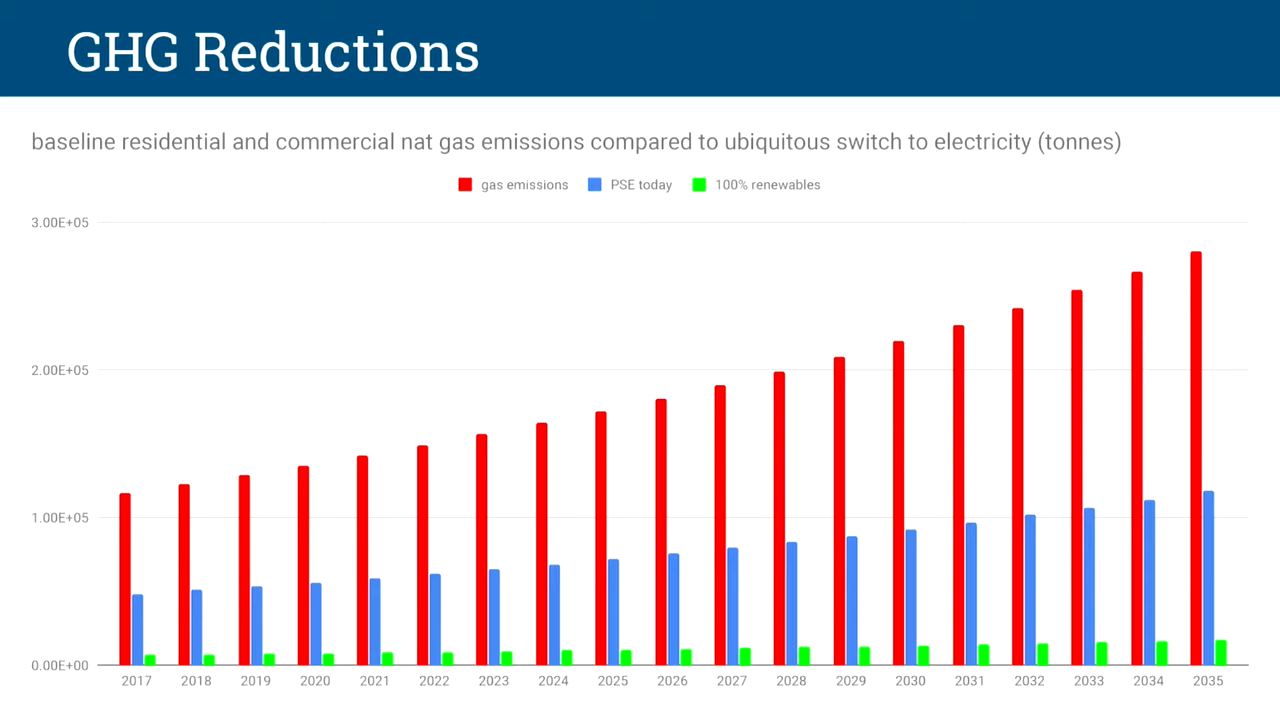 GHG Reductions
baseline residential and commercial nat gas emissions compared to ubiquitous switch to electricity (tonnes)
gas emissions PSE today 100% renewables
3.00E+05
2.00E+05
1.00E+05
0.00E+00
2017 2018 2019 2020 2021 2022 2023 2024 2025 2026 2027 2028 2029 2030 2031 2032 2033 2034 2035